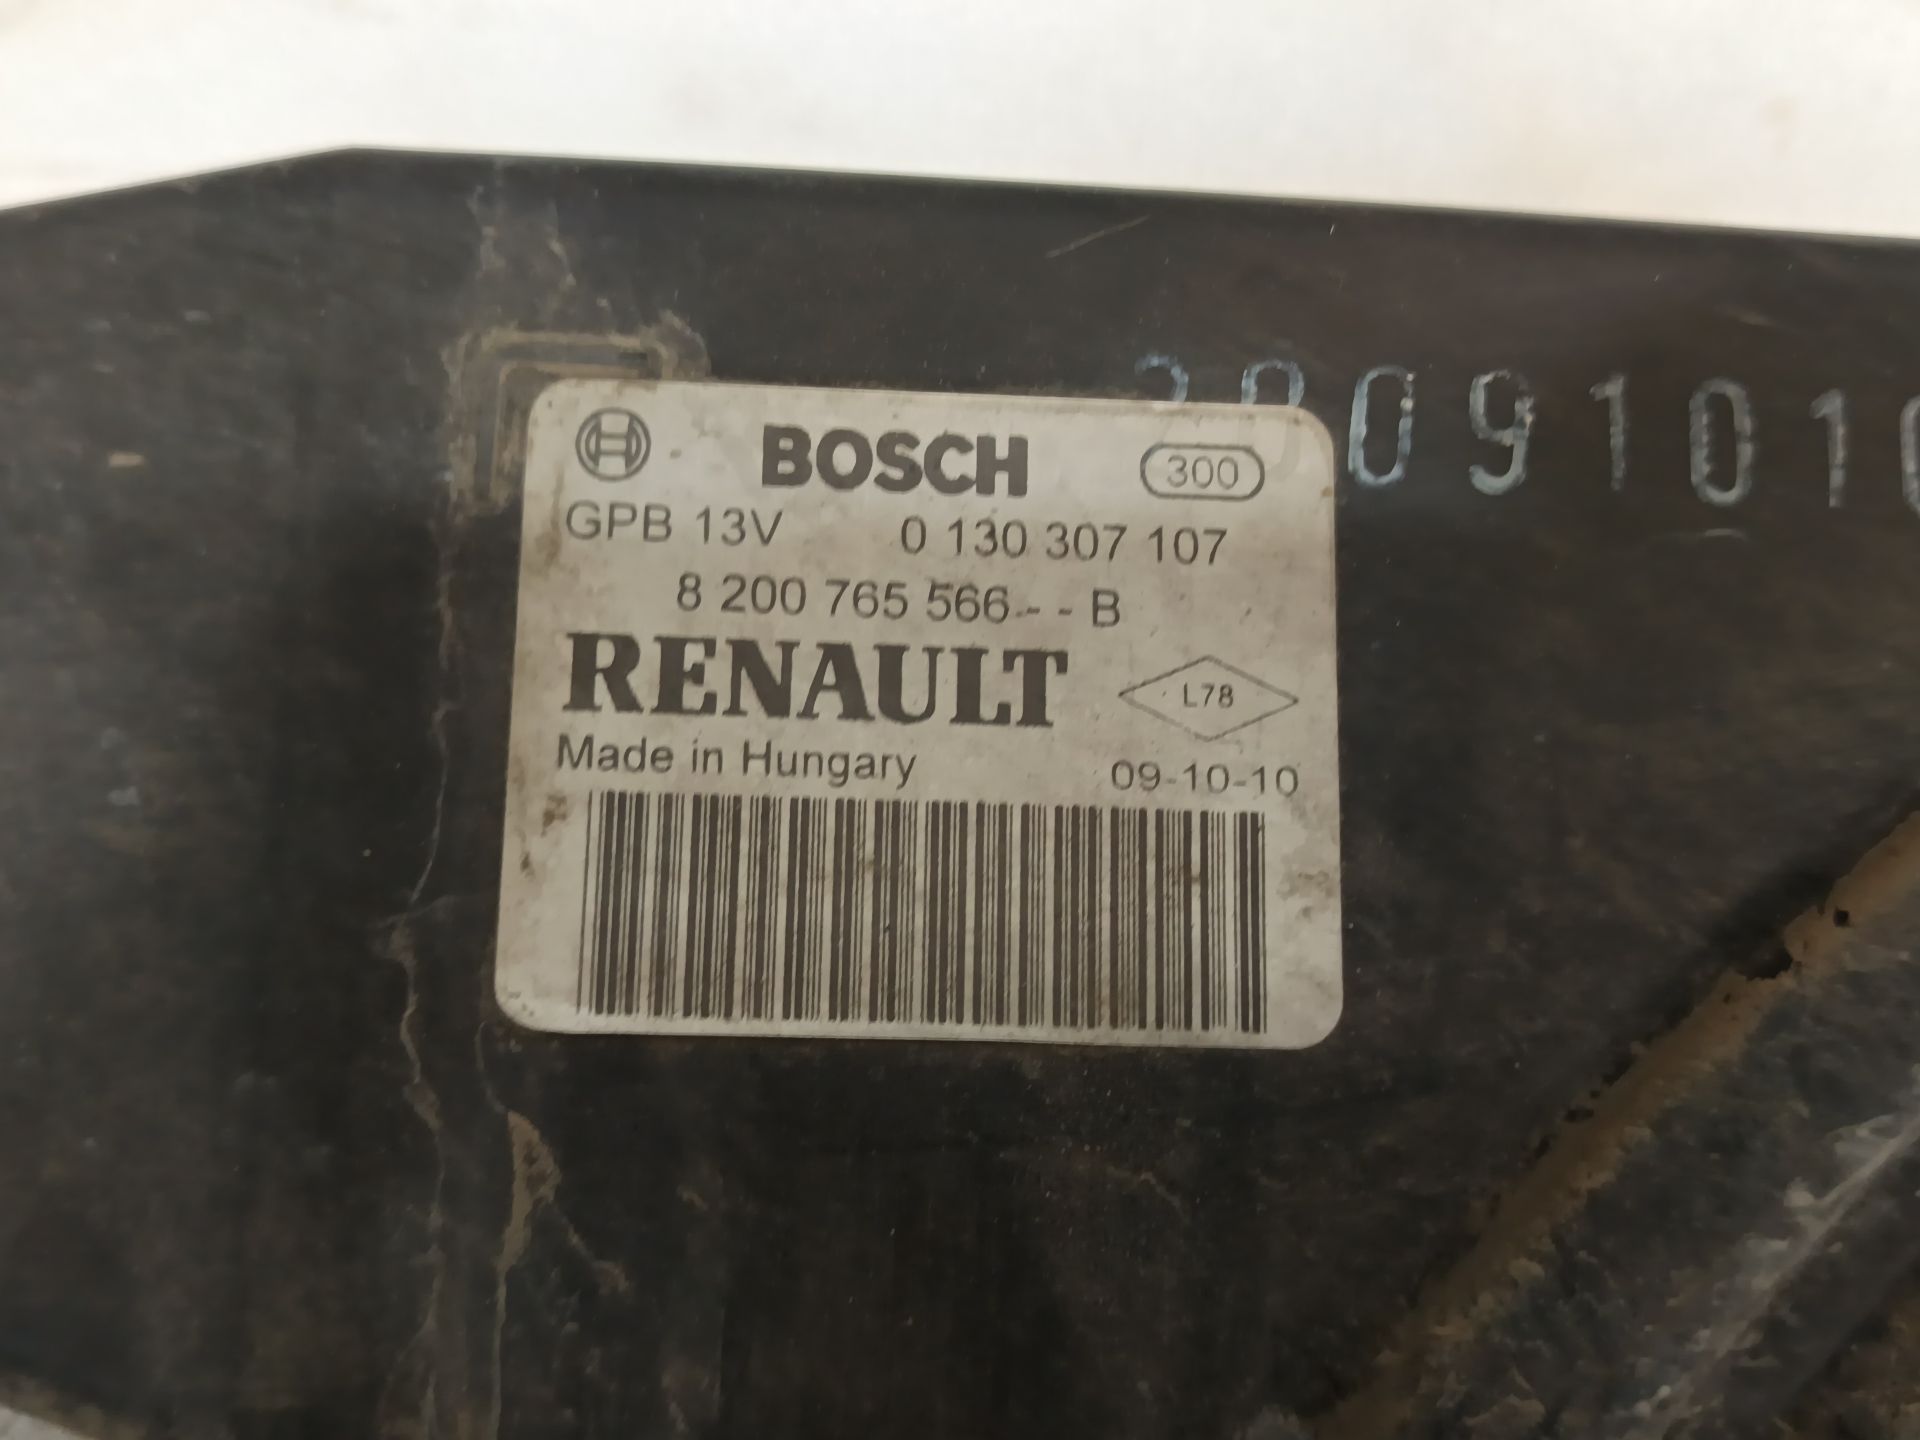 091010
BOSCH 300
GPB 13V 0 130 307 107
8 200 765 566-- B
RENAULT L78
Made in Hungary 09-10-10